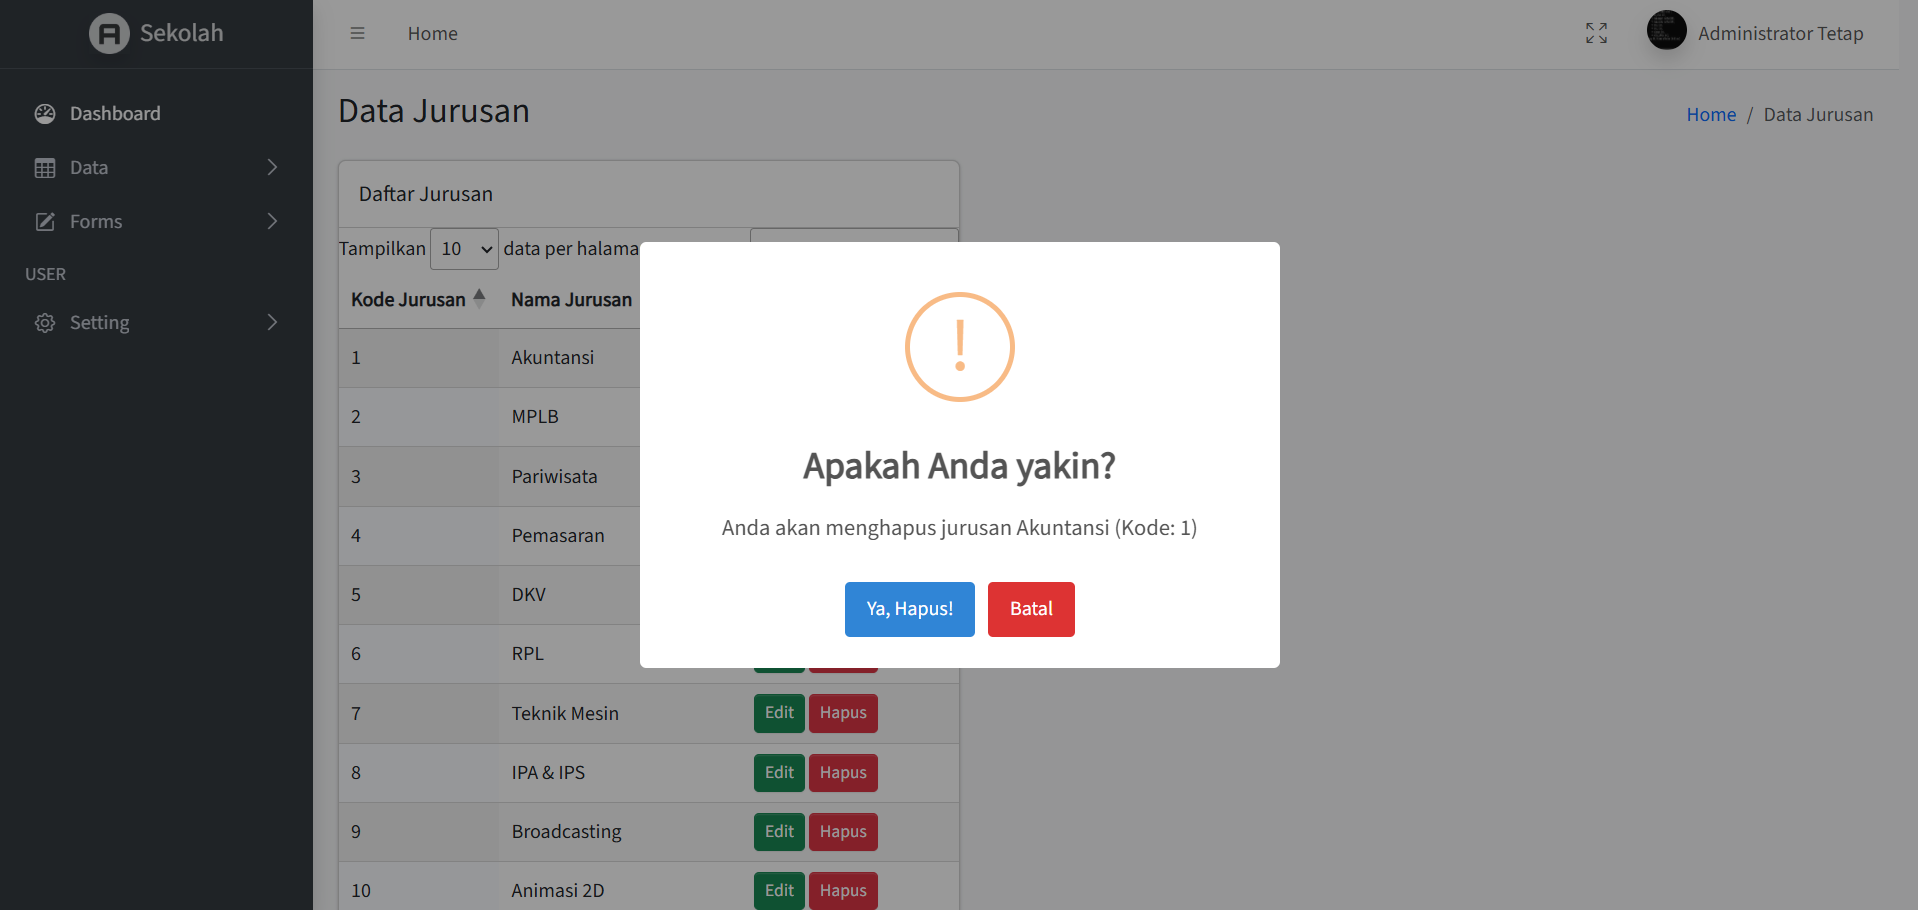 Sekolah
Home
Administrator Tetap
Dashboard
Data
Forms
USER
Setting
Data Jurusan
Home / Data Jurusan
Daftar Jurusan
Tampilkan 10 data per halama
Kode Jurusan Nama Jurusan
1 Akuntansi
2 MPLB
3 Pariwisata
4 Pemasaran
5 DKV
6 RPL
7 Teknik Mesin Edit Hapus
8 IPA & IPS Edit Hapus
9 Broadcasting Edit Hapus
10 Animasi 2D Edit Hapus
!
Apakah Anda yakin?
Anda akan menghapus jurusan Akuntansi (Kode: 1)
Ya, Hapus! Batal